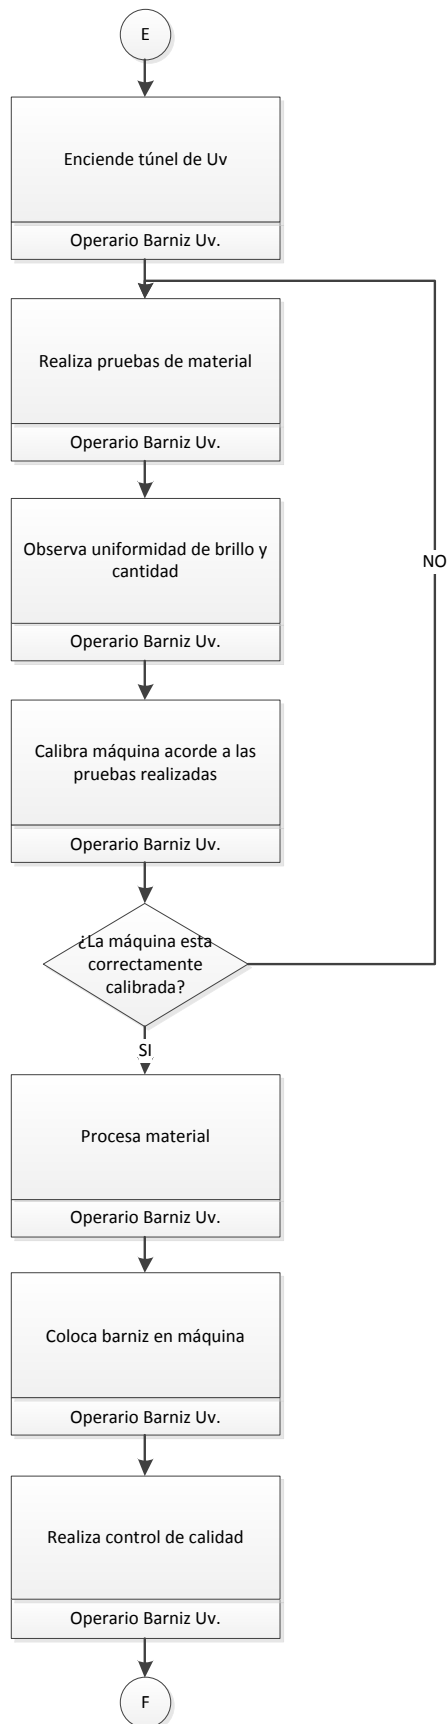 E
Enciende túnel de Uv
Operario Barniz Uv.
Realiza pruebas de material
Operario Barniz Uv.
Observa uniformidad de brillo y
cantidad
NO
Operario Barniz Uv.
Calibra máquina acorde a las
pruebas realizadas
Operario Barniz Uv.
¿La máquina esta
correctamente
calibrada?
SI
Procesa material
Operario Barniz Uv.
Coloca barniz en máquina
Operario Barniz Uv.
Realiza control de calidad
Operario Barniz Uv.
F